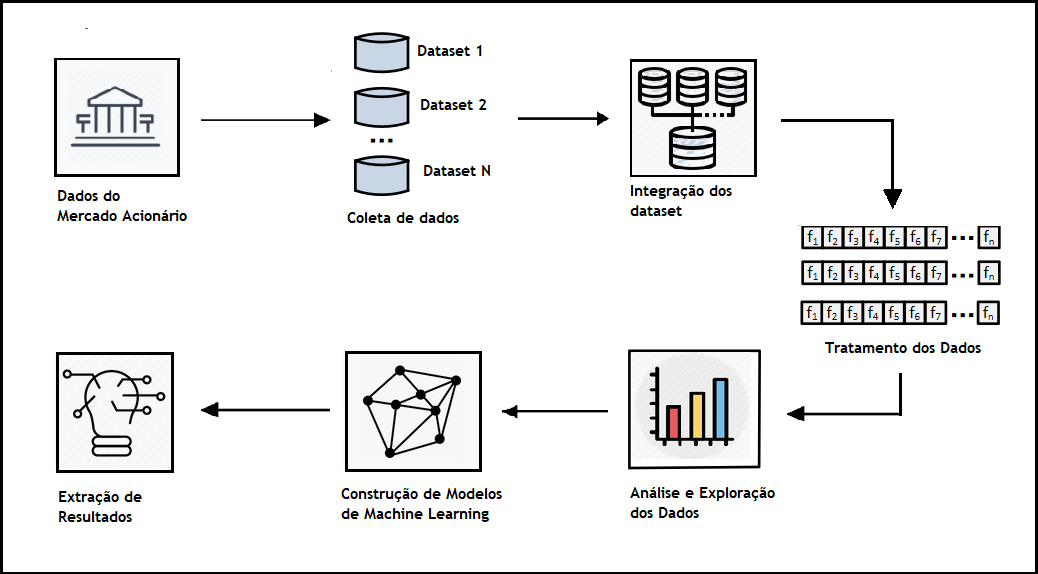 Dataset 1
Dataset 2
...
Dataset N
Dados do
Mercado Acionário
Coleta de dados
Integração dos
dataset
f1 f2 f3 f4 f5 f6 f7 ... fn
f1 f2 f3 f4 f5 f6 f7 ... fn
f1 f2 f3 f4 f5 f6 f7 ... fn
Tratamento dos Dados
Análise e Exploração
dos Dados
Construção de Modelos
de Machine Learning
Extração de
Resultados